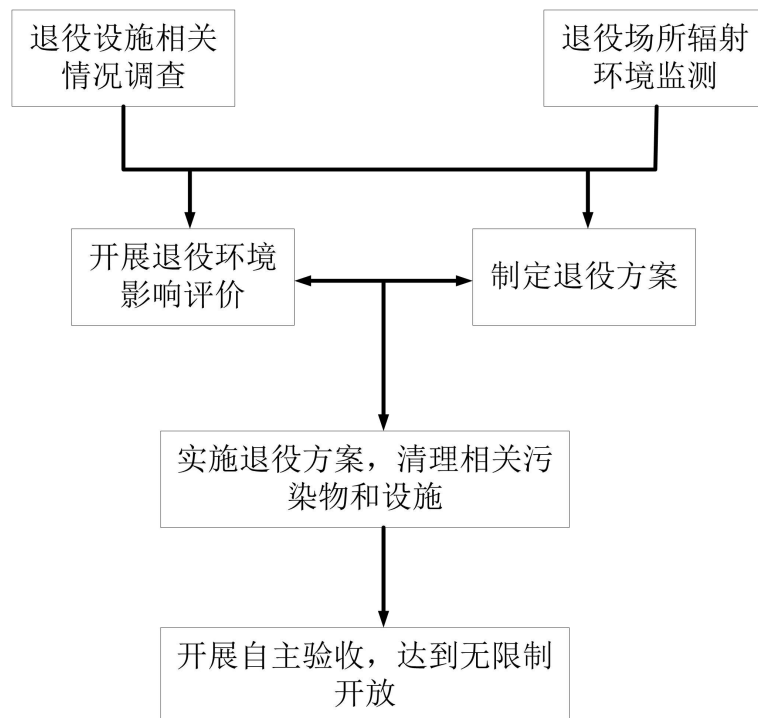 退役设施相关
情况调查
退役场所辐射
环境监测
开展退役环境
影响评价
制定退役方案
实施退役方案，清理相关污
染物和设施
开展自主验收，达到无限制
开放